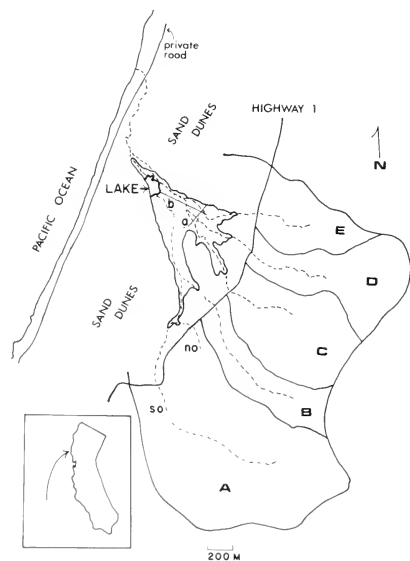 private
road
SAND
DUNES
HIGHWAY 1
N
PACIFIC OCEAN
LAKE
b
a
E
D
SAND
DUNES
C
no
B
so
A
200 M